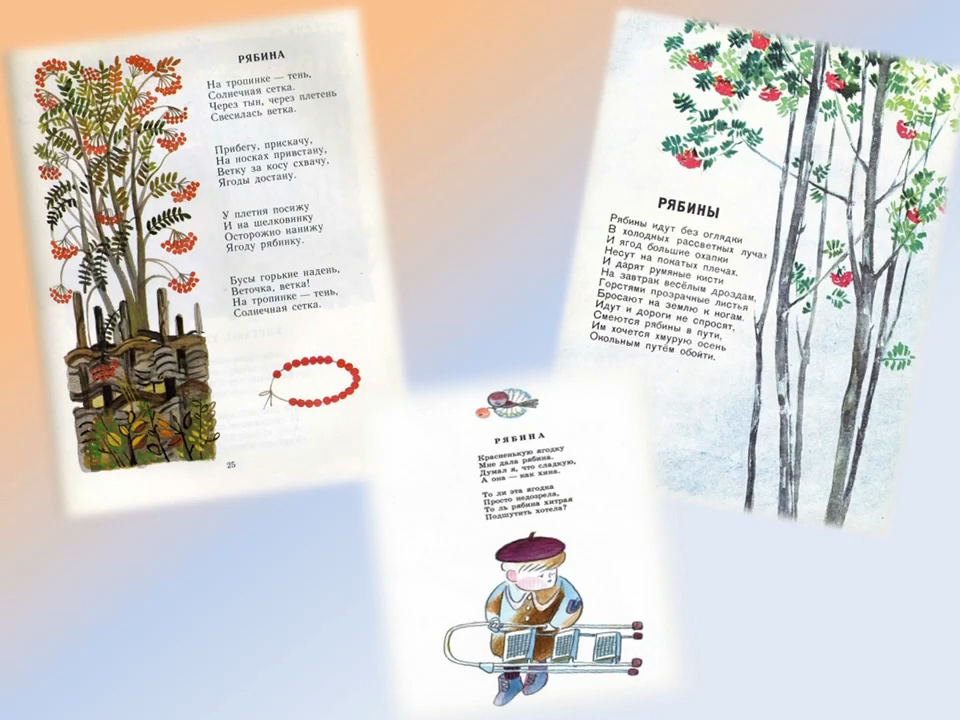 РЯБИНА
На тропинке — тень,
Солнечная сетка.
Через тын, через плетень
Свесилась ветка.
Прибегу, прискачу,
На носках привстану,
Ветку за косу схвачу,
Ягоды достану.
У плетня посижу
И на шелковинку
Осторожно нанижу
Ягоду рябинку.
Бусы горькие надень,
Веточка, ветка!
На тропинке — тень,
Солнечная сетка.
25
РЯБИНА
Красненькую ягодку
Мне дала рябина.
Думал я, что сладкую,
А она — как хина.
То ли эта ягодка
Просто недозрела,
То ль рябина хитрая
Подшутить хотела?
РЯБИНЫ
Рябины идут без оглядки
В холодных рассветных лучах
И ягод большие охапки
Несут на покатых плечах.
И дарят румяные кисти
На завтрак весёлым дроздам,
Горстями прозрачные листья
Бросают на землю к ногам.
Идут и дороги не спросят,
Смеются рябины в пути,
Им хочется хмурую осень
Окольным путём обойти.